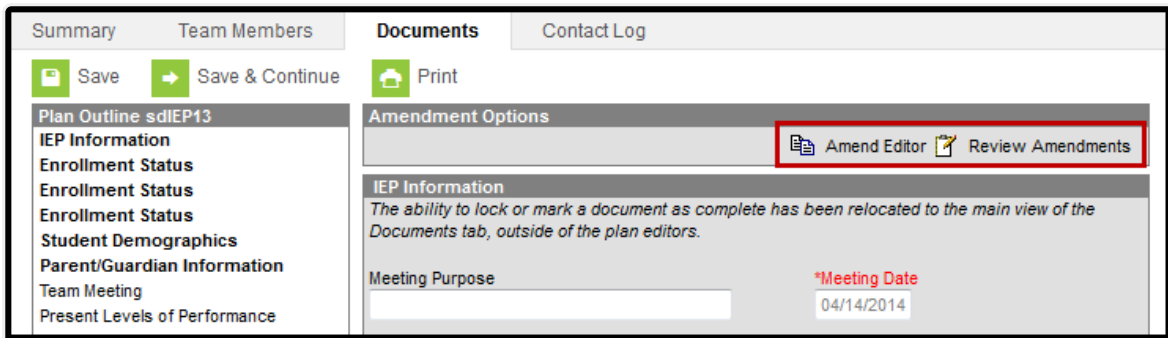 Summary Team Members Documents Contact Log
Save Save & Continue Print
Plan Outline sdIEP13
IEP Information
Enrollment Status
Enrollment Status
Enrollment Status
Student Demographics
Parent/Guardian Information
Team Meeting
Present Levels of Performance
Amendment Options
Amend Editor Review Amendments
IEP Information
The ability to lock or mark a document as complete has been relocated to the main view of the
Documents tab, outside of the plan editors.
Meeting Purpose *Meeting Date
04/14/2014